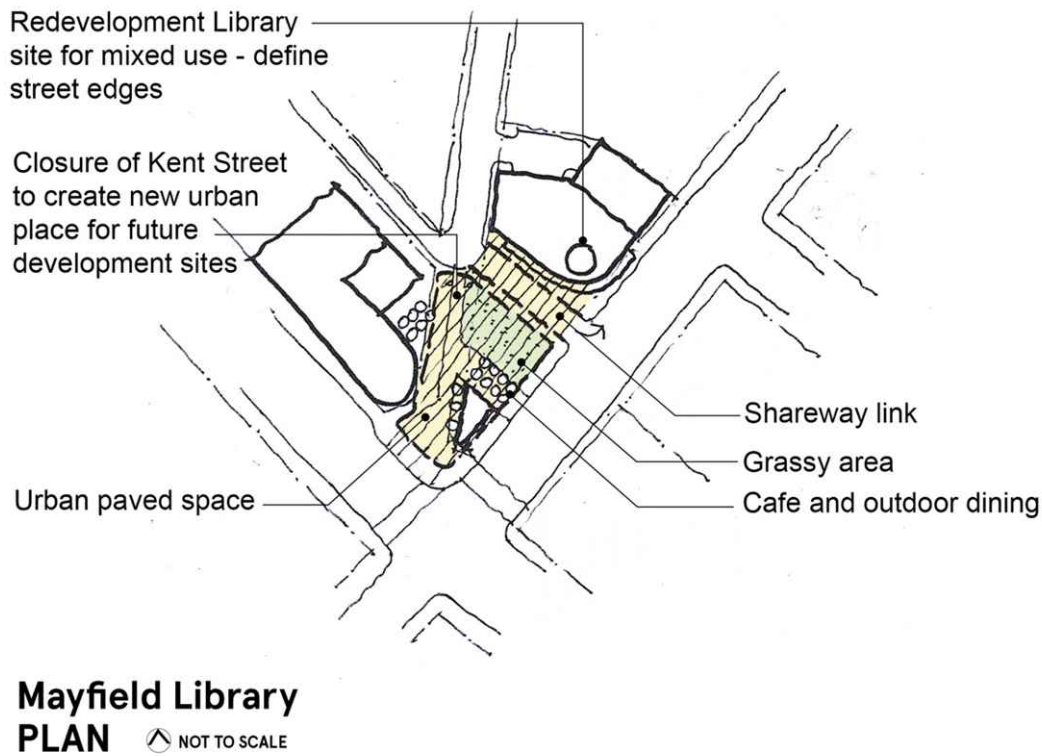 Redevelopment Library
site for mixed use - define
street edges
Closure of Kent Street
to create new urban
place for future
development sites
Urban paved space
Shareway link
Grassy area
Cafe and outdoor dining
Mayfield Library
PLAN
NOT TO SCALE